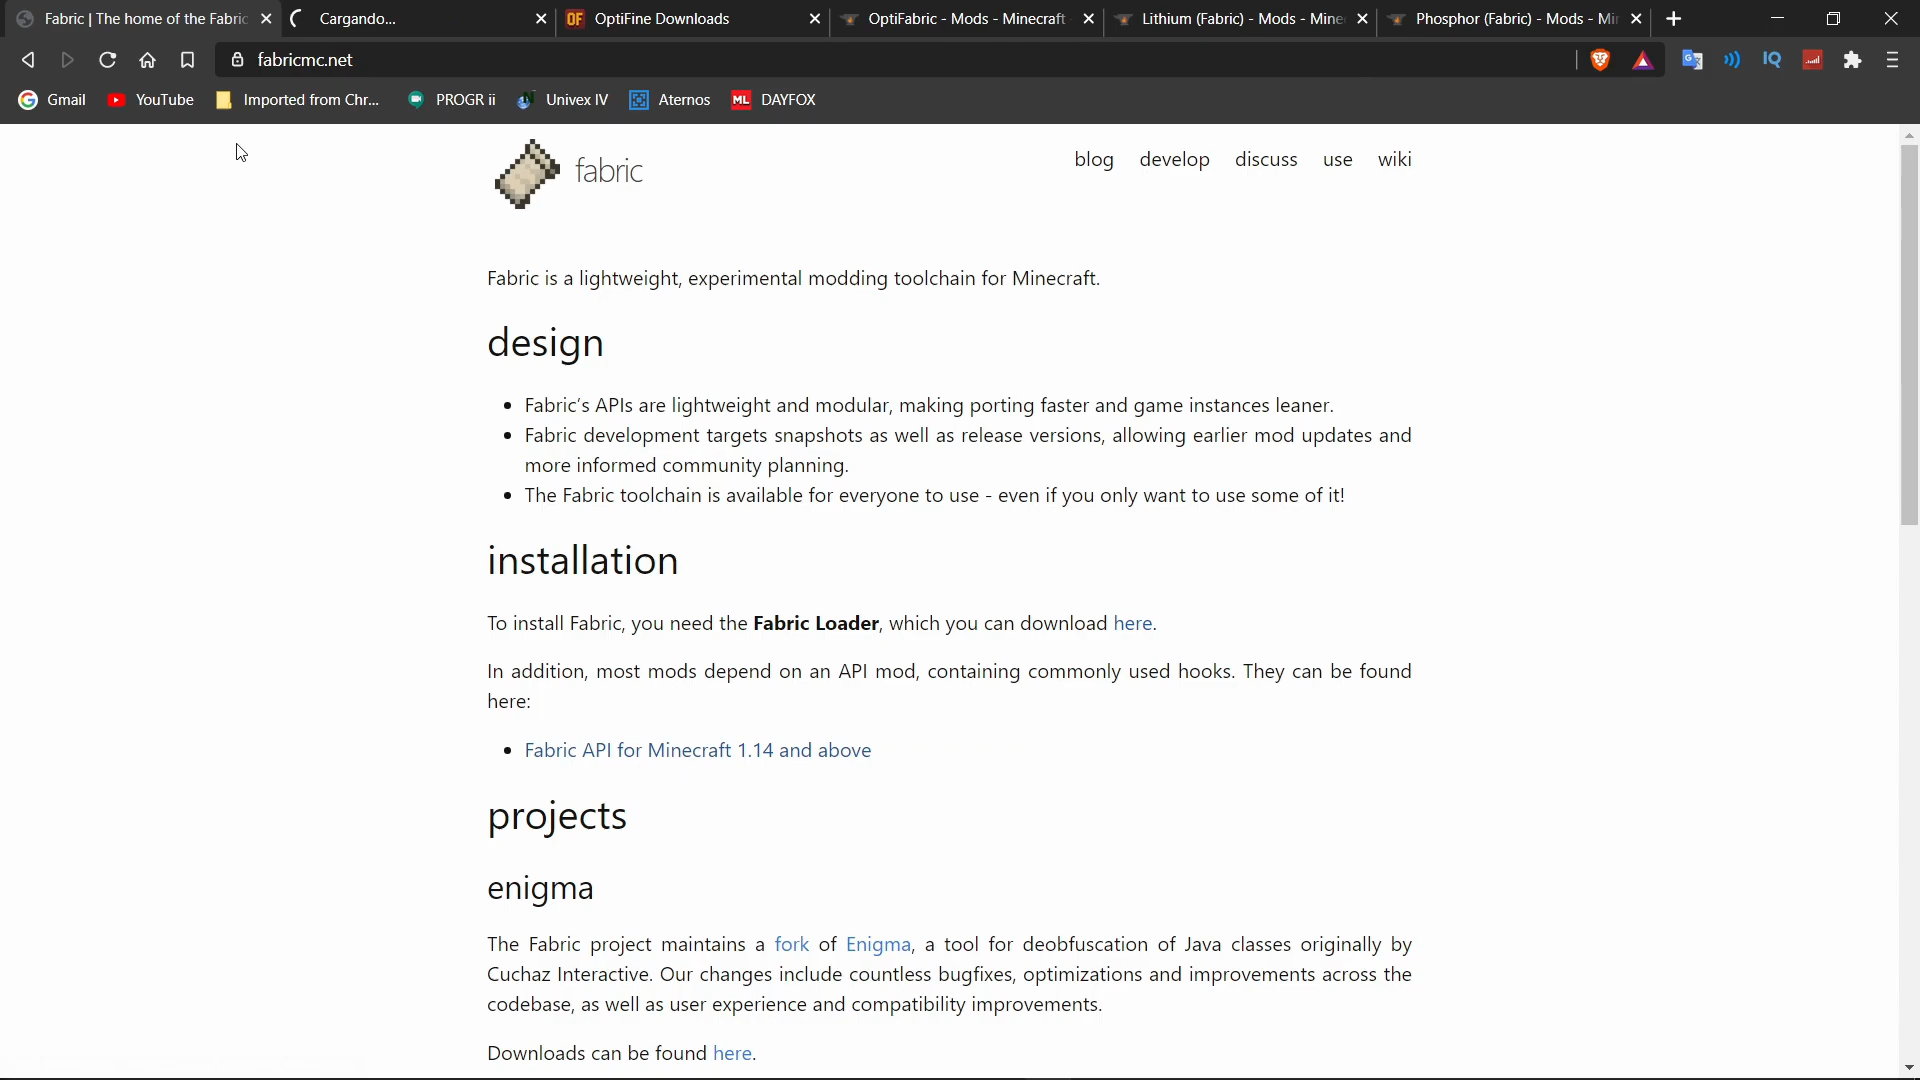 Fabric | The home of the Fabric
Cargando...
OptiFine Downloads
OptiFabric - Mods - Minecraft
Lithium (Fabric) - Mods - Mine
Phosphor (Fabric) - Mods - Mi
fabricmc.net
Gmail
YouTube
Imported from Chr...
PROGR ii
Univex IV
Aternos
ML DAYFOX
OF
IQ
fabric
blog develop discuss use wiki
Fabric is a lightweight, experimental modding toolchain for Minecraft.
design
• Fabric's APIs are lightweight and modular, making porting faster and game instances leaner.
• Fabric development targets snapshots as well as release versions, allowing earlier mod updates and
more informed community planning.
• The Fabric toolchain is available for everyone to use - even if you only want to use some of it!
installation
To install Fabric, you need the Fabric Loader, which you can download here.
In addition, most mods depend on an API mod, containing commonly used hooks. They can be found
here:
• Fabric API for Minecraft 1.14 and above
projects
enigma
The Fabric project maintains a fork of Enigma, a tool for deobfuscation of Java classes originally by
Cuchaz Interactive. Our changes include countless bugfixes, optimizations and improvements across the
codebase, as well as user experience and compatibility improvements.
Downloads can be found here.